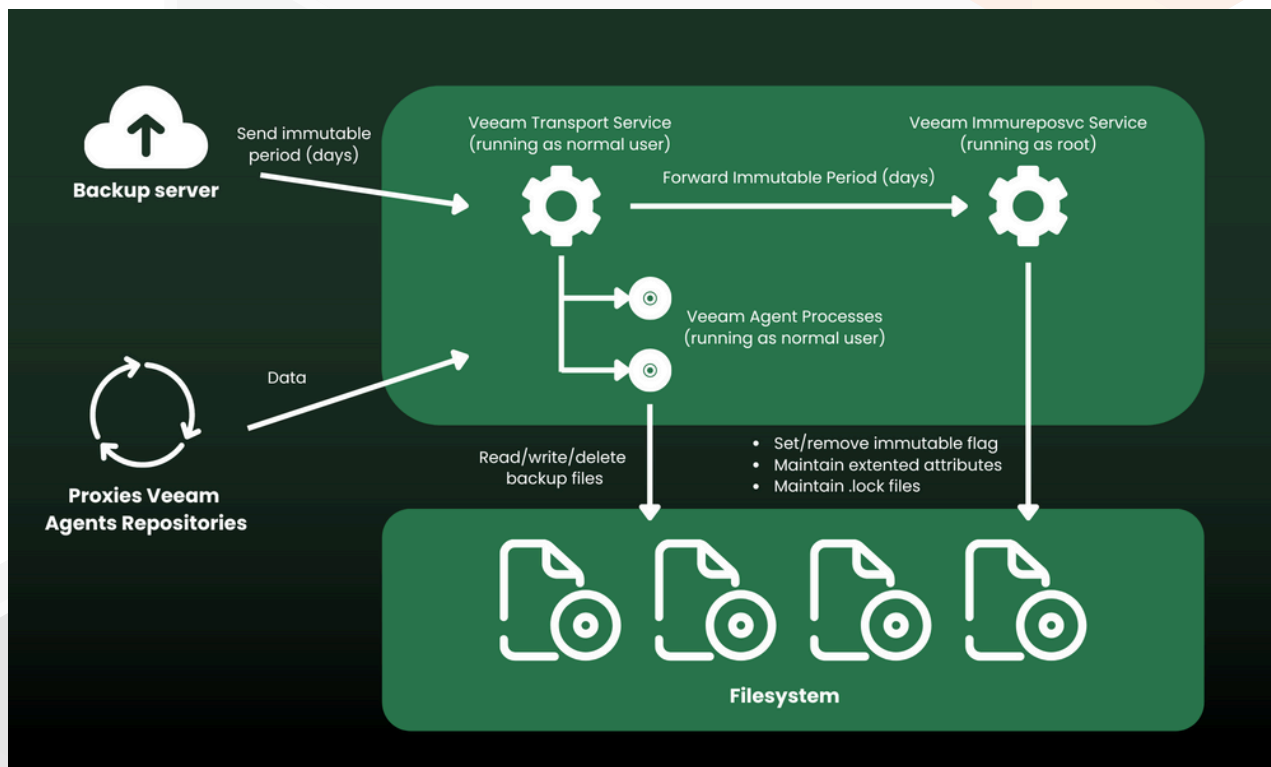 Send immutable
period (days)
Backup server
Veeam Transport Service
(running as normal user)
Veeam Immureposvc Service
(running as root)
Forward Immutable Period (days)
Veeam Agent Processes
(running as normal user)
Data
Proxies Veeam
Agents Repositories
Read/write/delete
backup files
• Set/remove immutable flag
• Maintain extented attributes
• Maintain .lock files
Filesystem